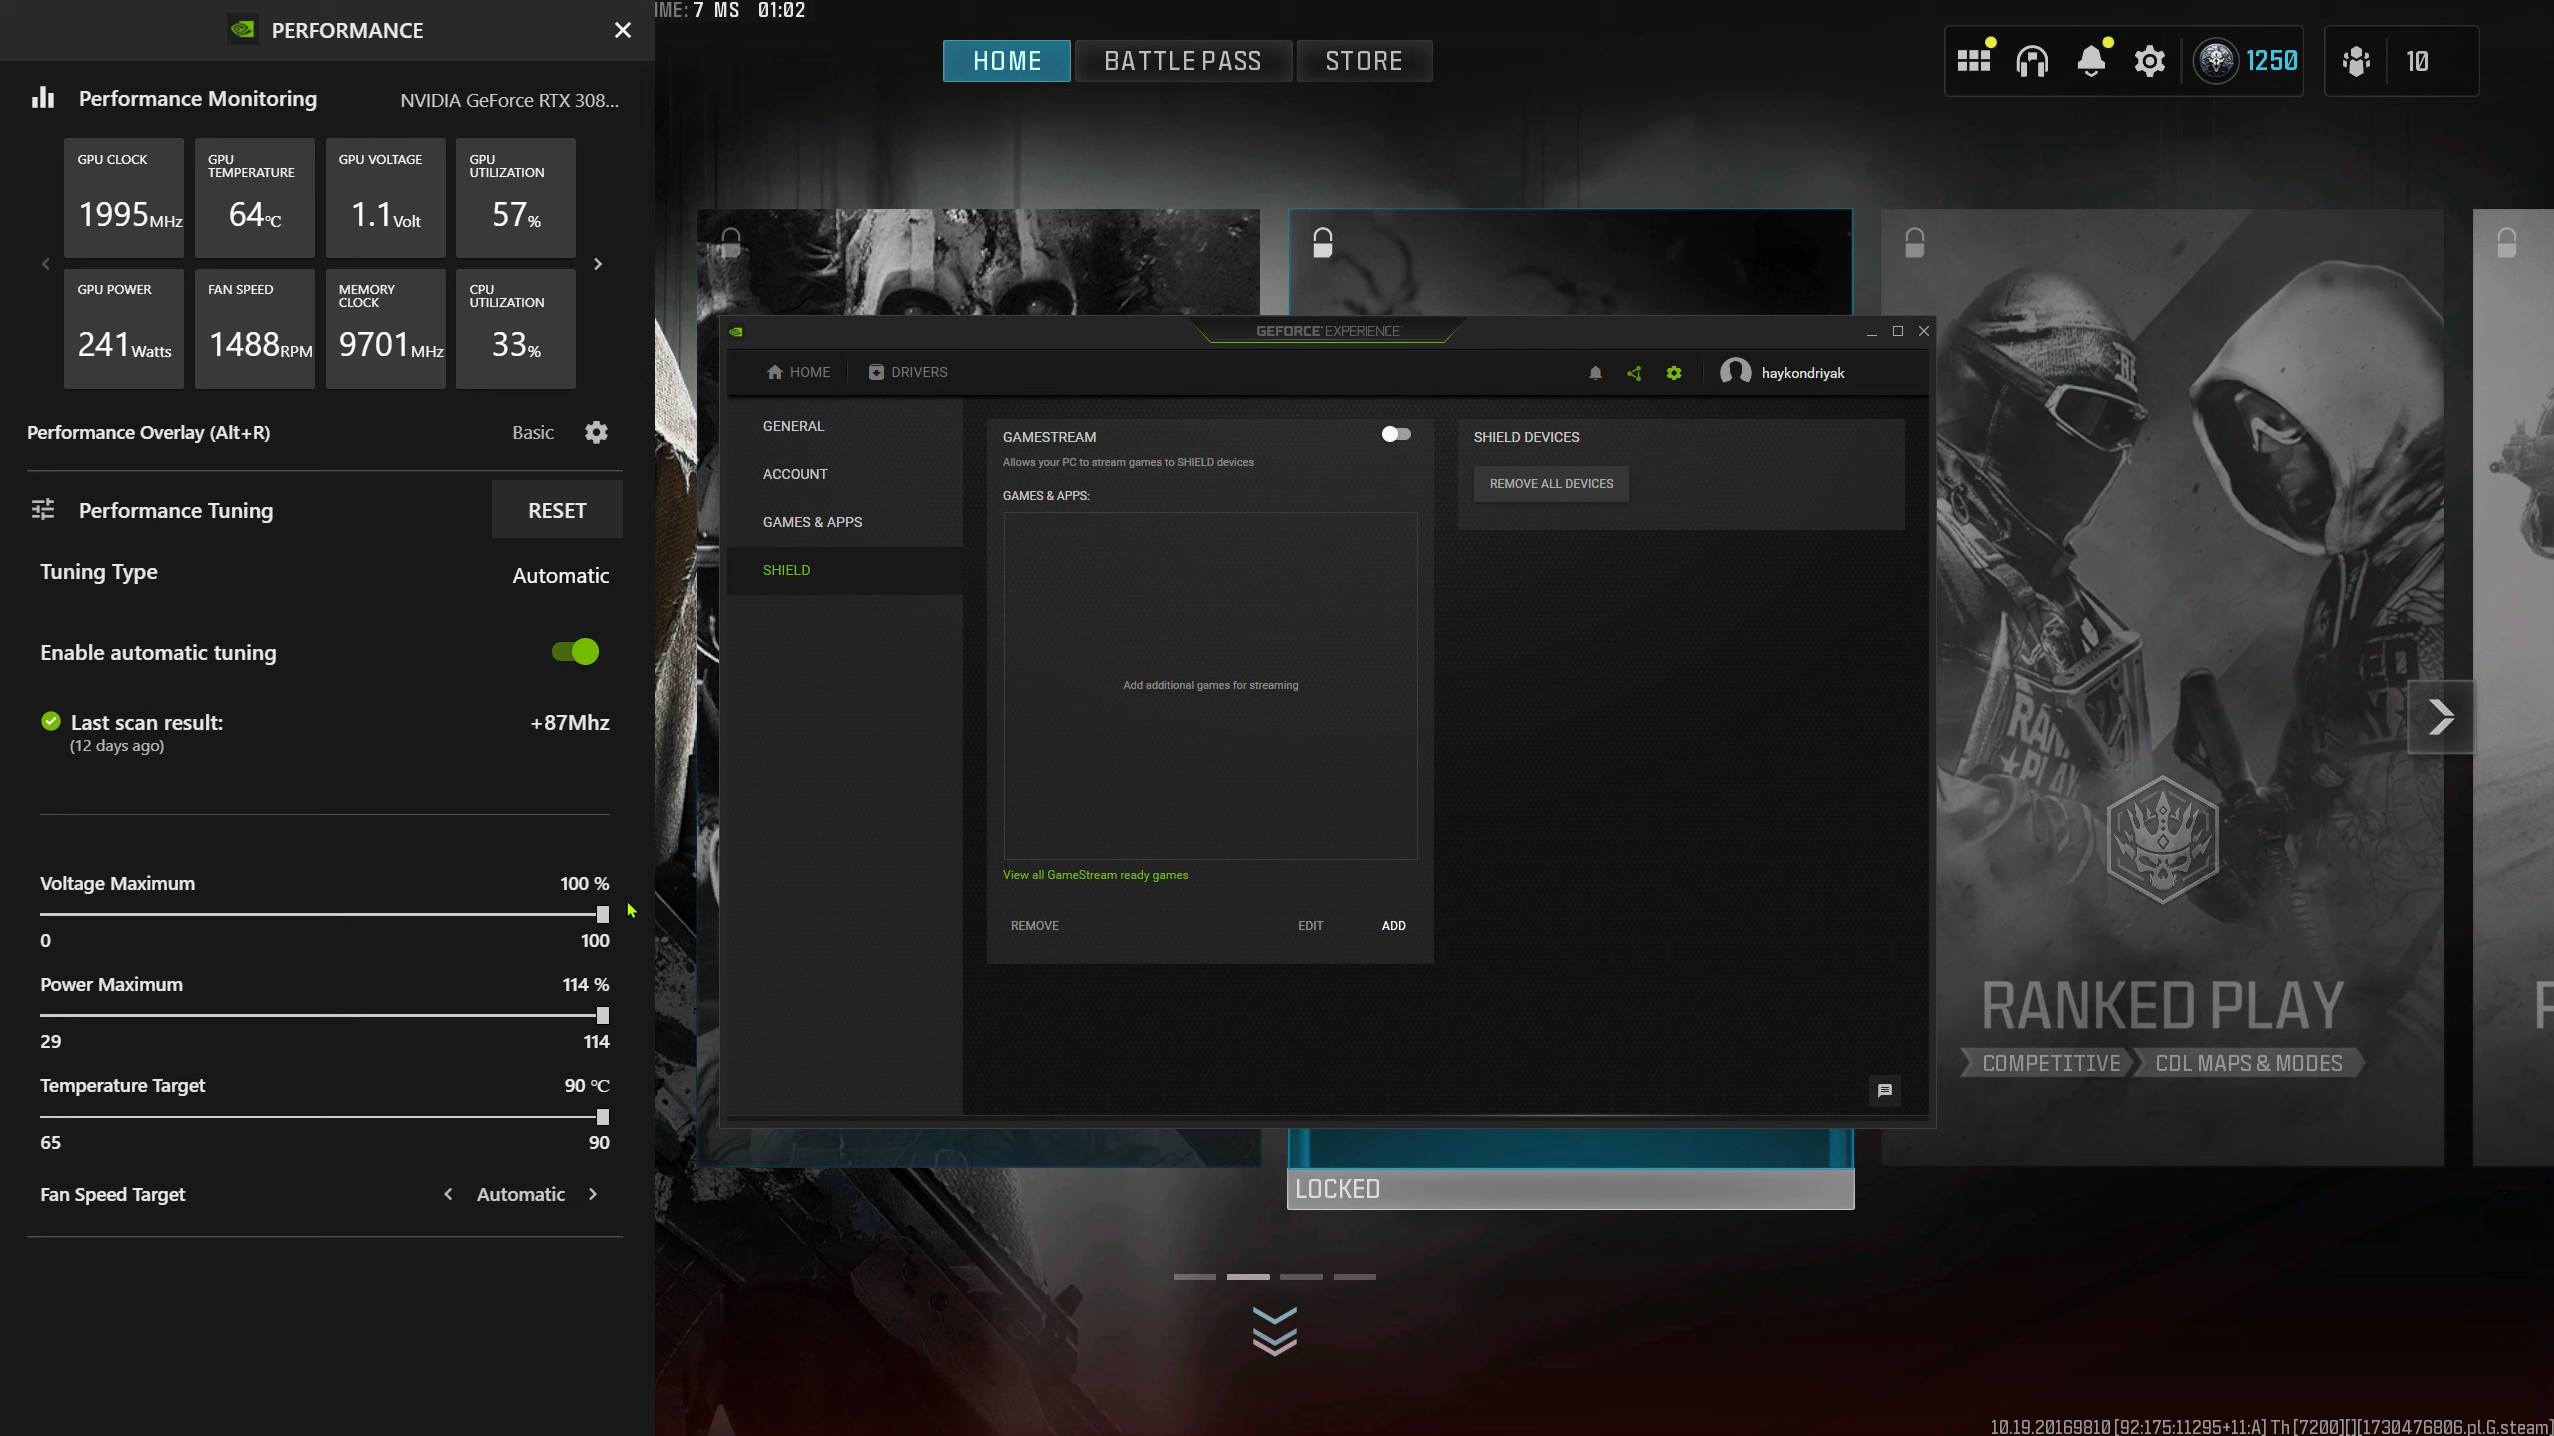 PERFORMANCE
Performance Monitoring
NVIDIA GeForce RTX 308...
GPU CLOCK
1995MHz
GPU
TEMPERATURE
64°C
GPU VOLTAGE
1.1Volt
GPU
UTILIZATION
57%
GPU POWER
241Watts
FAN SPEED
1488RPM
MEMORY
CLOCK
9701MHz
CPU
UTILIZATION
33%
Performance Overlay (Alt+R)
Basic
Performance Tuning
RESET
Tuning Type
Automatic
Enable automatic tuning
Last scan result:
+87Mhz
(12 days ago)
Voltage Maximum
100 %
0
100
Power Maximum
114 %
29
114
Temperature Target
90 °C
65
90
Fan Speed Target
Automatic
IME: 7 MS 01:02
HOME
BATTLE PASS
STORE
1250
10
GEFORCE EXPERIENCE
HOME
DRIVERS
haykondriyak
GENERAL
ACCOUNT
GAMES & APPS
SHIELD
GAMESTREAM
Allows your PC to stream games to SHIELD devices
GAMES & APPS:
Add additional games for streaming
View all GameStream ready games
REMOVE
EDIT
ADD
SHIELD DEVICES
REMOVE ALL DEVICES
LOCKED
RANKED PLAY
COMPETITIVE
CDL MAPS & MODES
10.19.20169810 [92:175:11295+11:A] Th [7200][][1730476806.pl.G.steam]